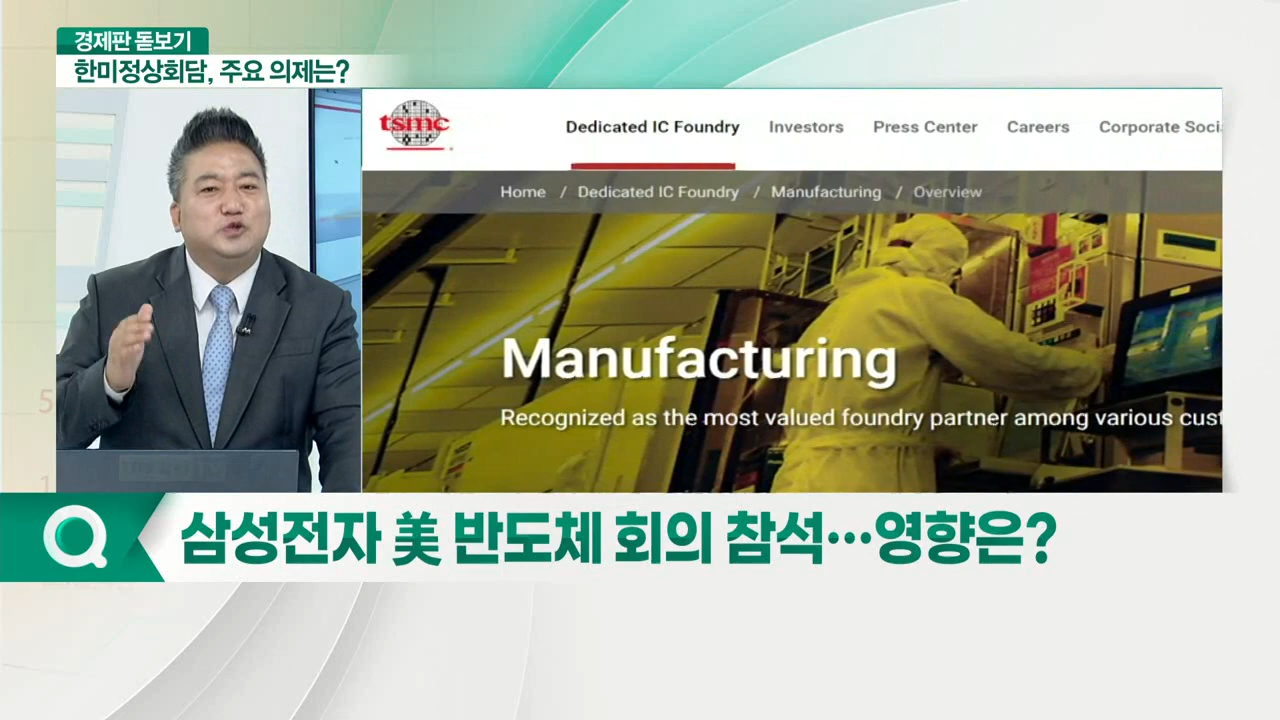 경제판 돋보기
한미정상회담, 주요 의제는?
tsmc
Dedicated IC Foundry Investors Press Center Careers Corporate Socia
Home / Dedicated IC Foundry / Manufacturing / Overview
Manufacturing
Recognized as the most valued foundry partner among various cust
Q 삼성전자 美 반도체 회의 참석…영향은?